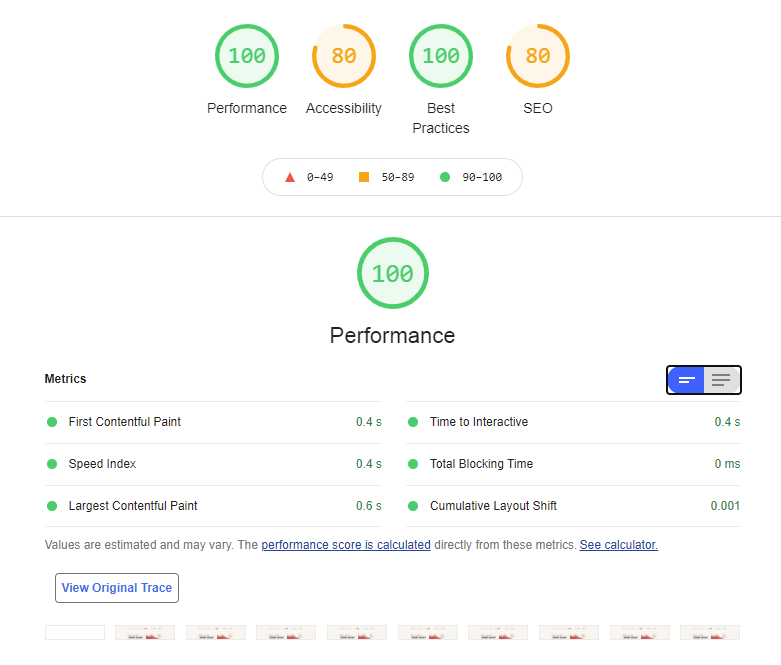 100 80 100 80
Performance Accessibility Best Practices SEO
0–49 50–89 90–100
100
Performance
Metrics
First Contentful Paint 0.4 s
Time to Interactive 0.4 s
Speed Index 0.4 s
Total Blocking Time 0 ms
Largest Contentful Paint 0.6 s
Cumulative Layout Shift 0.001
Values are estimated and may vary. The performance score is calculated directly from these metrics. See calculator.
View Original Trace